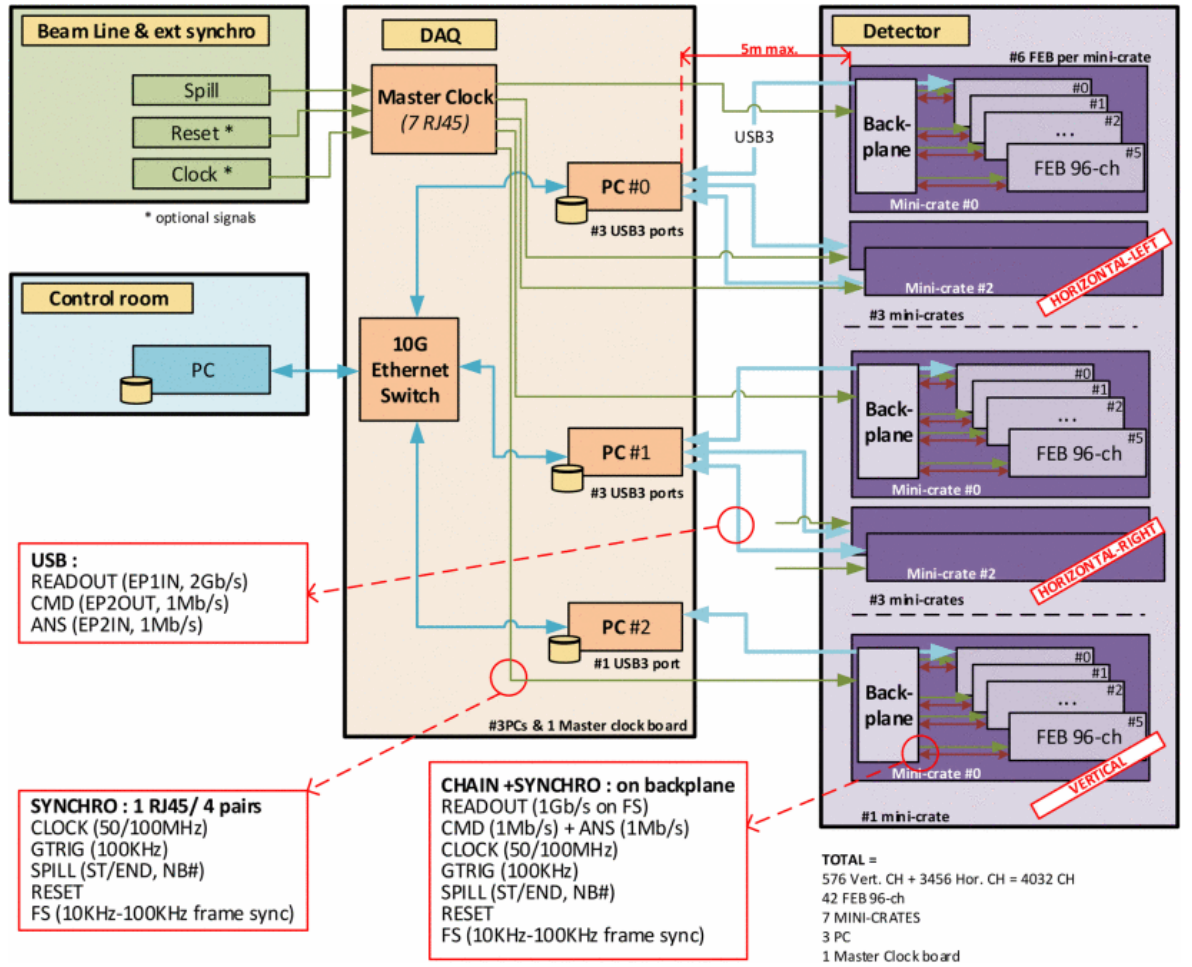 Beam Line & ext synchro
Spill
Reset *
Clock *
* optional signals
Control room
PC
DAQ
Master Clock
(7 RJ45)
5m max.
USB3
PC #0
#3 USB3 ports
10G
Ethernet
Switch
PC #1
#3 USB3 ports
PC #2
#1 USB3 port
#3PCs & 1 Master clock board
Detector
#6 FEB per mini-crate
Back-
plane
#0
#1
#2
...
#5
FEB 96-ch
Mini-crate #0
Mini-crate #2
HORIZONTAL-LEFT
#3 mini-crates
Back-
plane
#0
#1
#2
...
#5
FEB 96-ch
Mini-crate #0
Mini-crate #2
HORIZONTAL-RIGHT
#3 mini-crates
Back-
plane
#0
#1
#2
...
#5
FEB 96-ch
Mini-crate #0
VERTICAL
#1 mini-crate
USB :
READOUT (EP1IN, 2Gb/s)
CMD (EP2OUT, 1Mb/s)
ANS (EP2IN, 1Mb/s)
SYNCHRO : 1 RJ45/ 4 pairs
CLOCK (50/100MHz)
GTRIG (100KHz)
SPILL (ST/END, NB#)
RESET
FS (10KHz-100KHz frame sync)
CHAIN +SYNCHRO : on backplane
READOUT (1Gb/s on FS)
CMD (1Mb/s) + ANS (1Mb/s)
CLOCK (50/100MHz)
GTRIG (100KHz)
SPILL (ST/END, NB#)
RESET
FS (10KHz-100KHz frame sync)
TOTAL =
576 Vert. CH + 3456 Hor. CH = 4032 CH
42 FEB 96-ch
7 MINI-CRATES
3 PC
1 Master Clock board